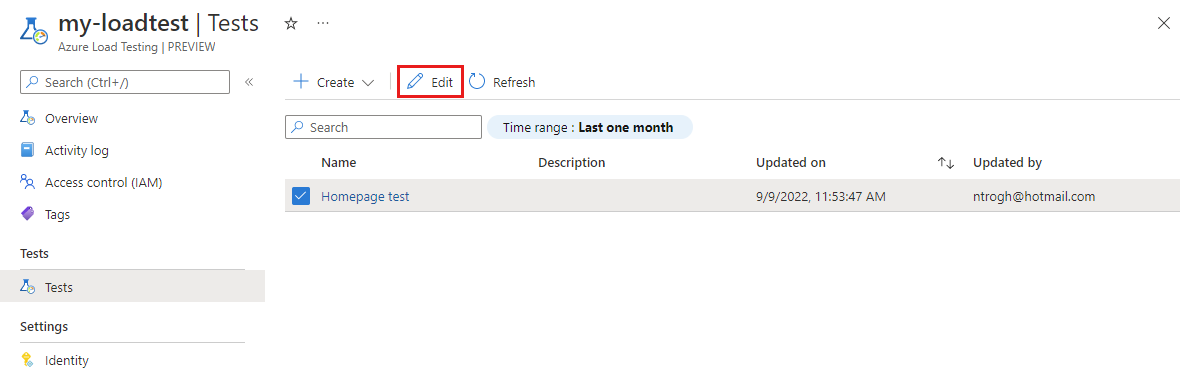 my-loadtest | Tests
Azure Load Testing | PREVIEW
Search (Ctrl+/)
Overview
Activity log
Access control (IAM)
Tags
Tests
Tests
Settings
Identity
Create Edit Refresh
Search Time range : Last one month
Name Description Updated on Updated by
Homepage test 9/9/2022, 11:53:47 AM ntrogh@hotmail.com